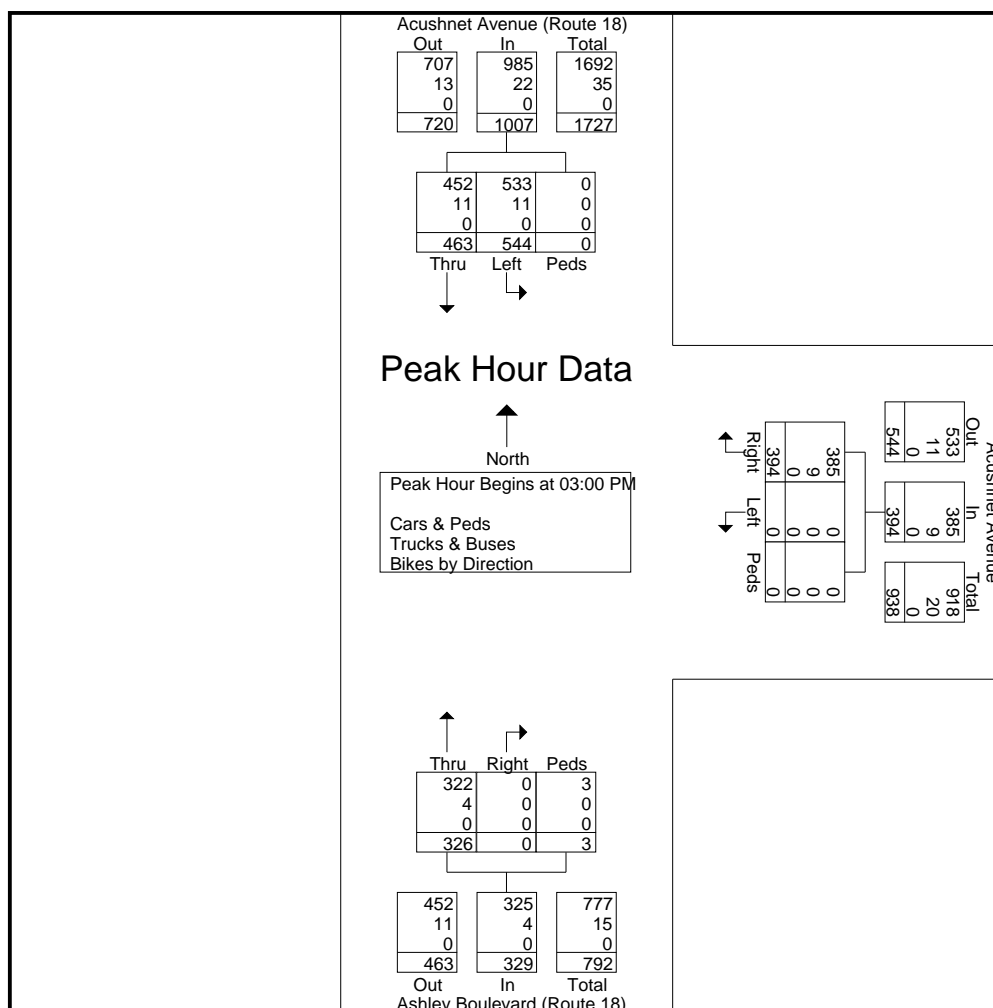 Acushnet Avenue (Route 18)
Out In Total
707 985 1692
13 22 35
0 0 0
720 1007 1727
452 533 0
11 11 0
0 0 0
463 544 0
Thru Left Peds
Peak Hour Data
North
Peak Hour Begins at 03:00 PM
Cars & Peds
Trucks & Buses
Bikes by Direction
Acushnet Avenue
Out In Total
533 385 918
11 9 20
0 0 0
544 394 938
385 0 0
9 0 0
0 0 0
394 0 0
Right Left Peds
Thru Right Peds
322 0 3
4 0 0
0 0 0
326 0 3
452 325 777
11 4 15
0 0 0
463 329 792
Out In Total
Ashley Boulevard (Route 18)